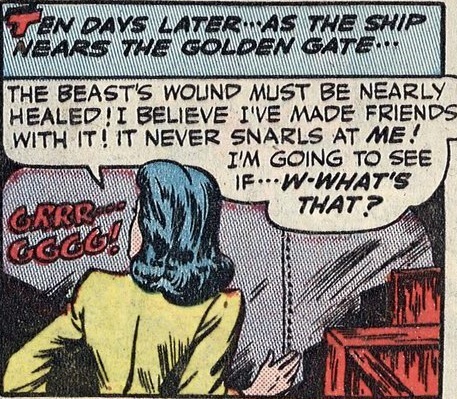 TEN DAYS LATER...AS THE SHIP
NEARS THE GOLDEN GATE...
THE BEAST'S WOUND MUST BE NEARLY
HEALED! I BELIEVE I'VE MADE FRIENDS
WITH IT! IT NEVER SNARLS AT ME!
I'M GOING TO SEE
IF...W-WHAT'S
THAT?
GRRR....
GGGG!